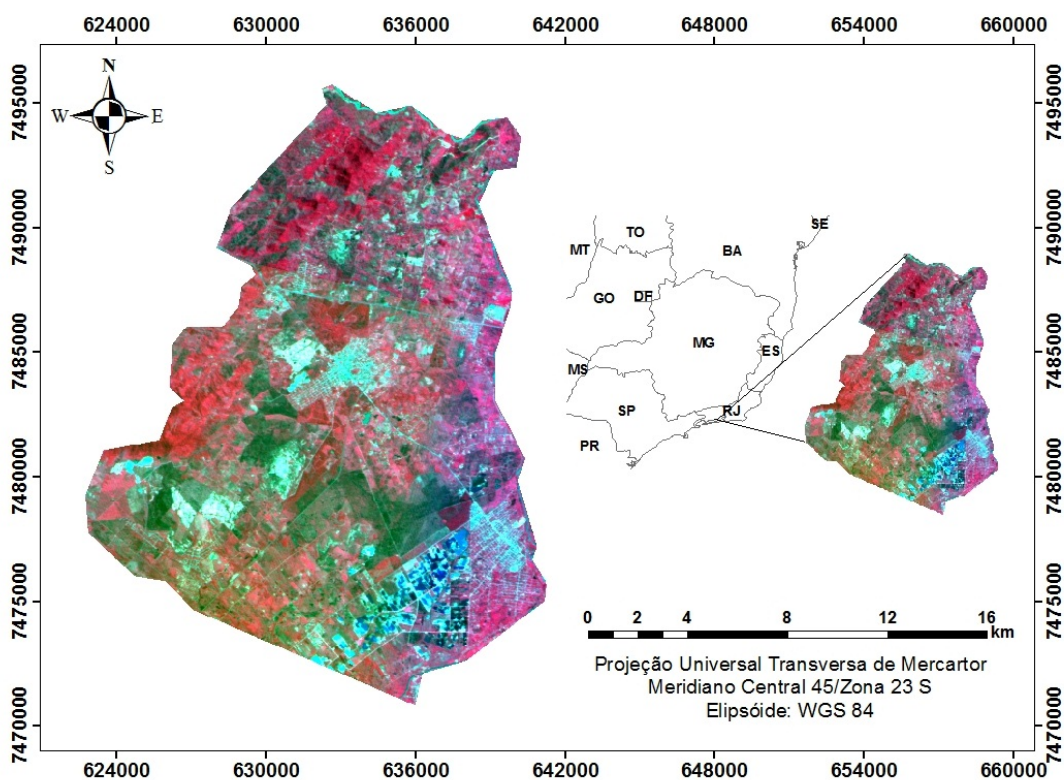 624000 630000 636000 642000 648000 654000 660000
7495000 7495000
N
W E
S
7490000 7490000
SE
TO
BA
MT
GO
DF
7485000 7485000
MG
ES
MS
SP
RJ
PR
7480000 7480000
7475000 7475000
0 2 4 8 12 16
km
Projeção Universal Transversa de Mercartor
Meridiano Central 45/Zona 23 S
Elipsóide: WGS 84
7470000 7470000
624000 630000 636000 642000 648000 654000 660000